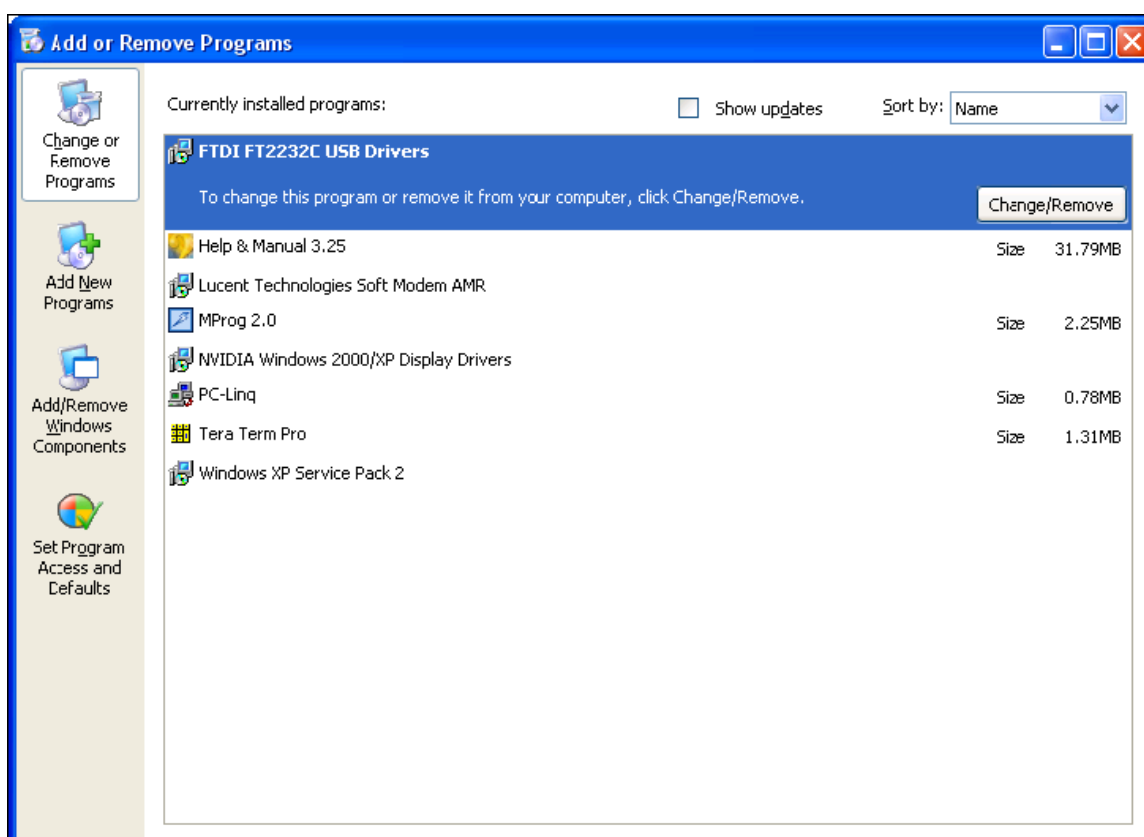 Add or Remove Programs
Change or
Remove
Programs
Add New
Programs
Add/Remove
Windows
Components
Set Program
Access and
Defaults
Currently installed programs:
Show updates
Sort by: Name
FTDI FT2232C USB Drivers
To change this program or remove it from your computer, click Change/Remove.
Change/Remove
Help & Manual 3.25 Size 31.79MB
Lucent Technologies Soft Modem AMR
MProg 2.0 Size 2.25MB
NVIDIA Windows 2000/XP Display Drivers
PC-Linq Size 0.78MB
Tera Term Pro Size 1.31MB
Windows XP Service Pack 2